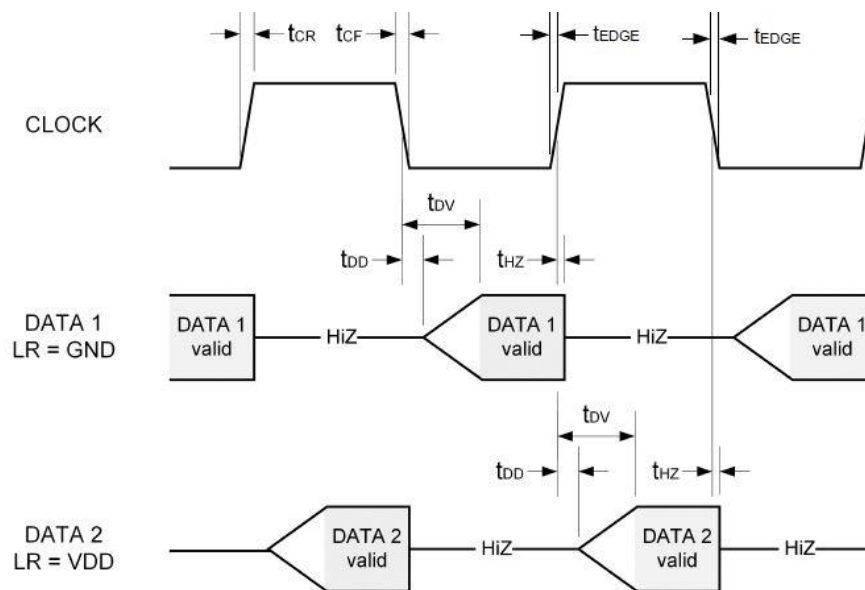 tCR tCF tEDGE tEDGE
CLOCK
tDV
tDD tHZ
DATA 1
LR = GND
DATA 1
valid
HiZ
DATA 1
valid
HiZ
DATA 1
valid
tDV
tDD tHZ
DATA 2
LR = VDD
DATA 2
valid
HiZ
DATA 2
valid
HiZ